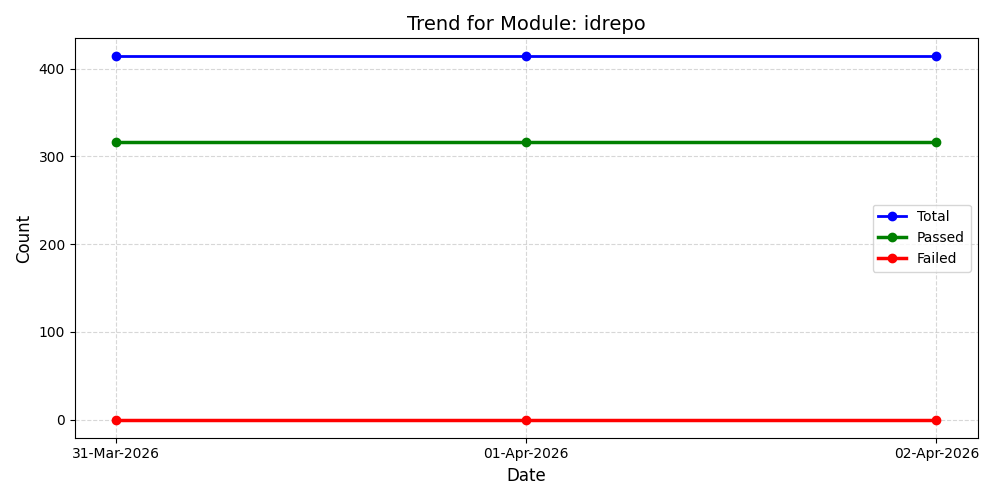 Trend for Module: idrepo
Count
400
300
200
100
0
Total
Passed
Failed
31-Mar-2026
01-Apr-2026
02-Apr-2026
Date